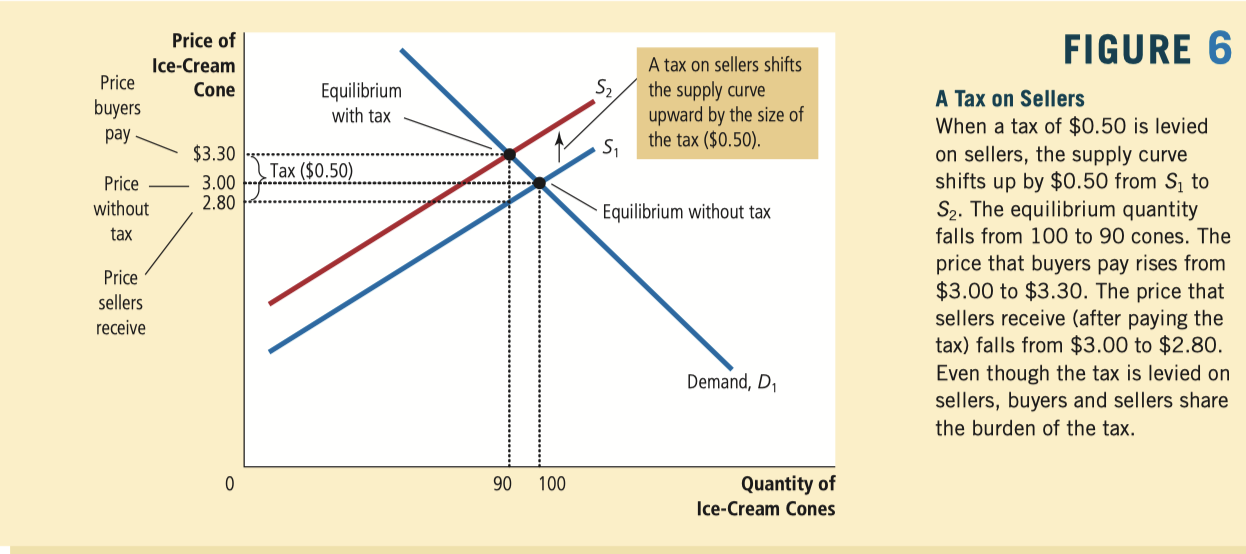 Price of
Ice-Cream
Cone
Price
buyers
pay
$3.30
Price
without
tax
3.00
2.80
Price
sellers
receive
Tax ($0.50)
Equilibrium
with tax
S2
S1
A tax on sellers shifts
the supply curve
upward by the size of
the tax ($0.50).
Equilibrium without tax
Demand, D1
0
90
100
Quantity of
Ice-Cream Cones
FIGURE 6
A Tax on Sellers
When a tax of $0.50 is levied
on sellers, the supply curve
shifts up by $0.50 from S1 to
S2. The equilibrium quantity
falls from 100 to 90 cones. The
price that buyers pay rises from
$3.00 to $3.30. The price that
sellers receive (after paying the
tax) falls from $3.00 to $2.80.
Even though the tax is levied on
sellers, buyers and sellers share
the burden of the tax.